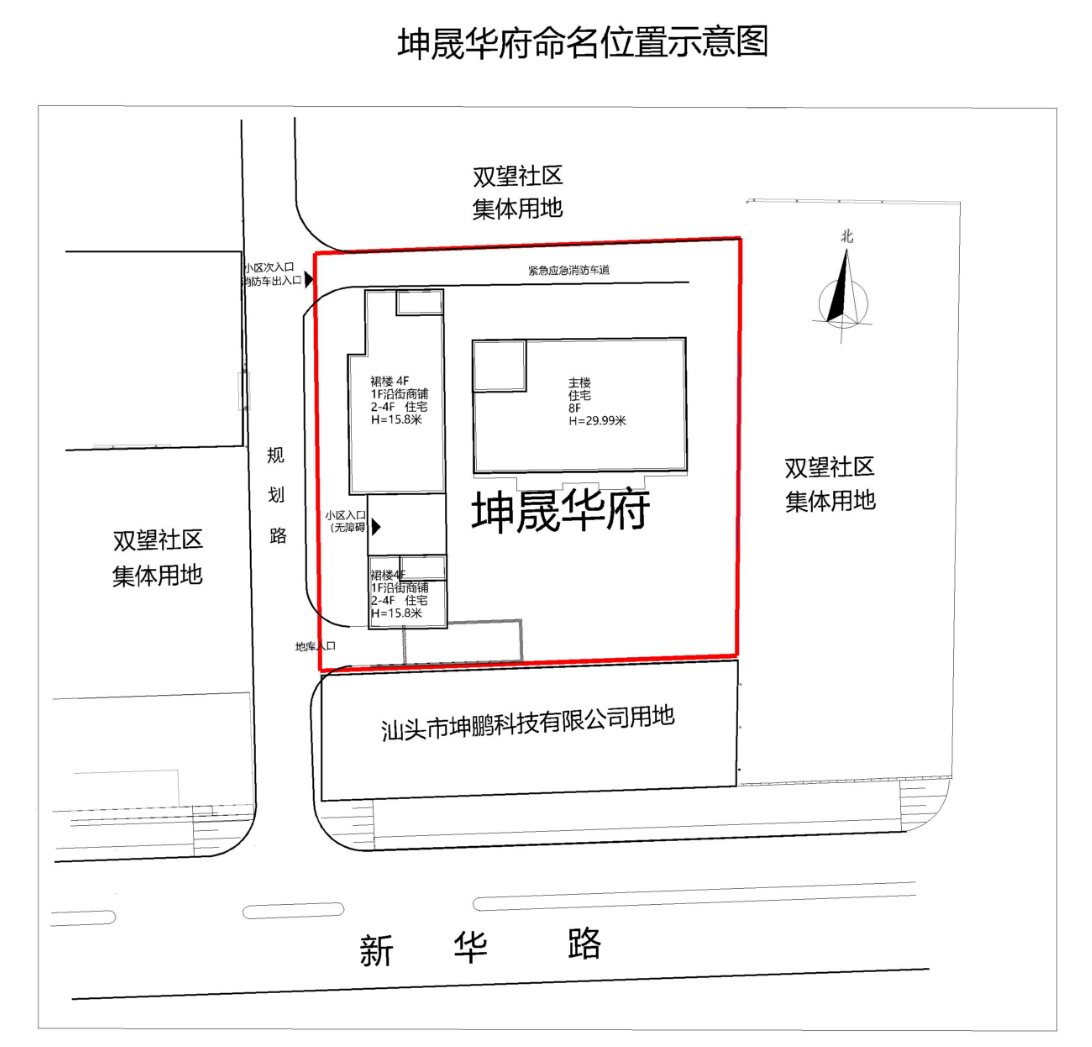 坤晟华府命名位置示意图
双望社区
集体用地
北
小区次入口
消防车出入口
紧急应急消防车道
裙楼 4F
1F沿街商铺
2-4F 住宅
H=15.8米
主楼
住宅
8F
H=29.99米
规
划
路
双望社区
集体用地
坤晟华府
小区入口
(无障碍
双望社区
集体用地
裙楼4F
1F沿街商铺
2-4F 住宅
H=15.8米
地库入口
汕头市坤鹏科技有限公司用地
新 华 路